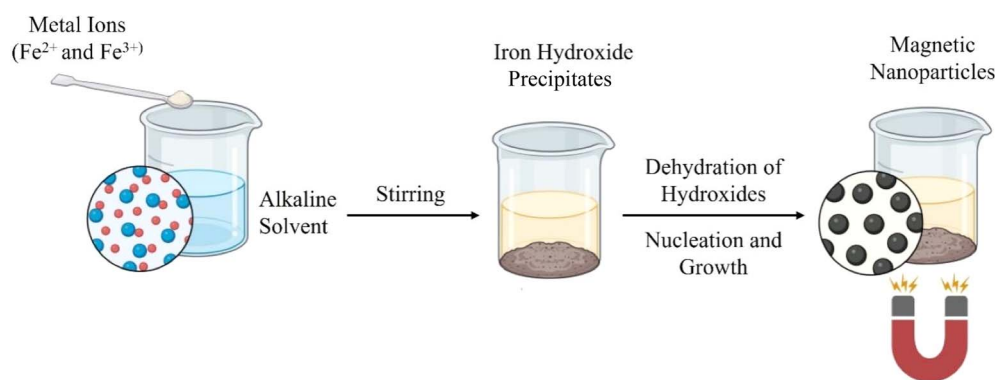 Metal Ions
(Fe²⁺ and Fe³⁺)
Alkaline
Solvent
Stirring
Iron Hydroxide
Precipitates
Dehydration of
Hydroxides
Nucleation and
Growth
Magnetic
Nanoparticles